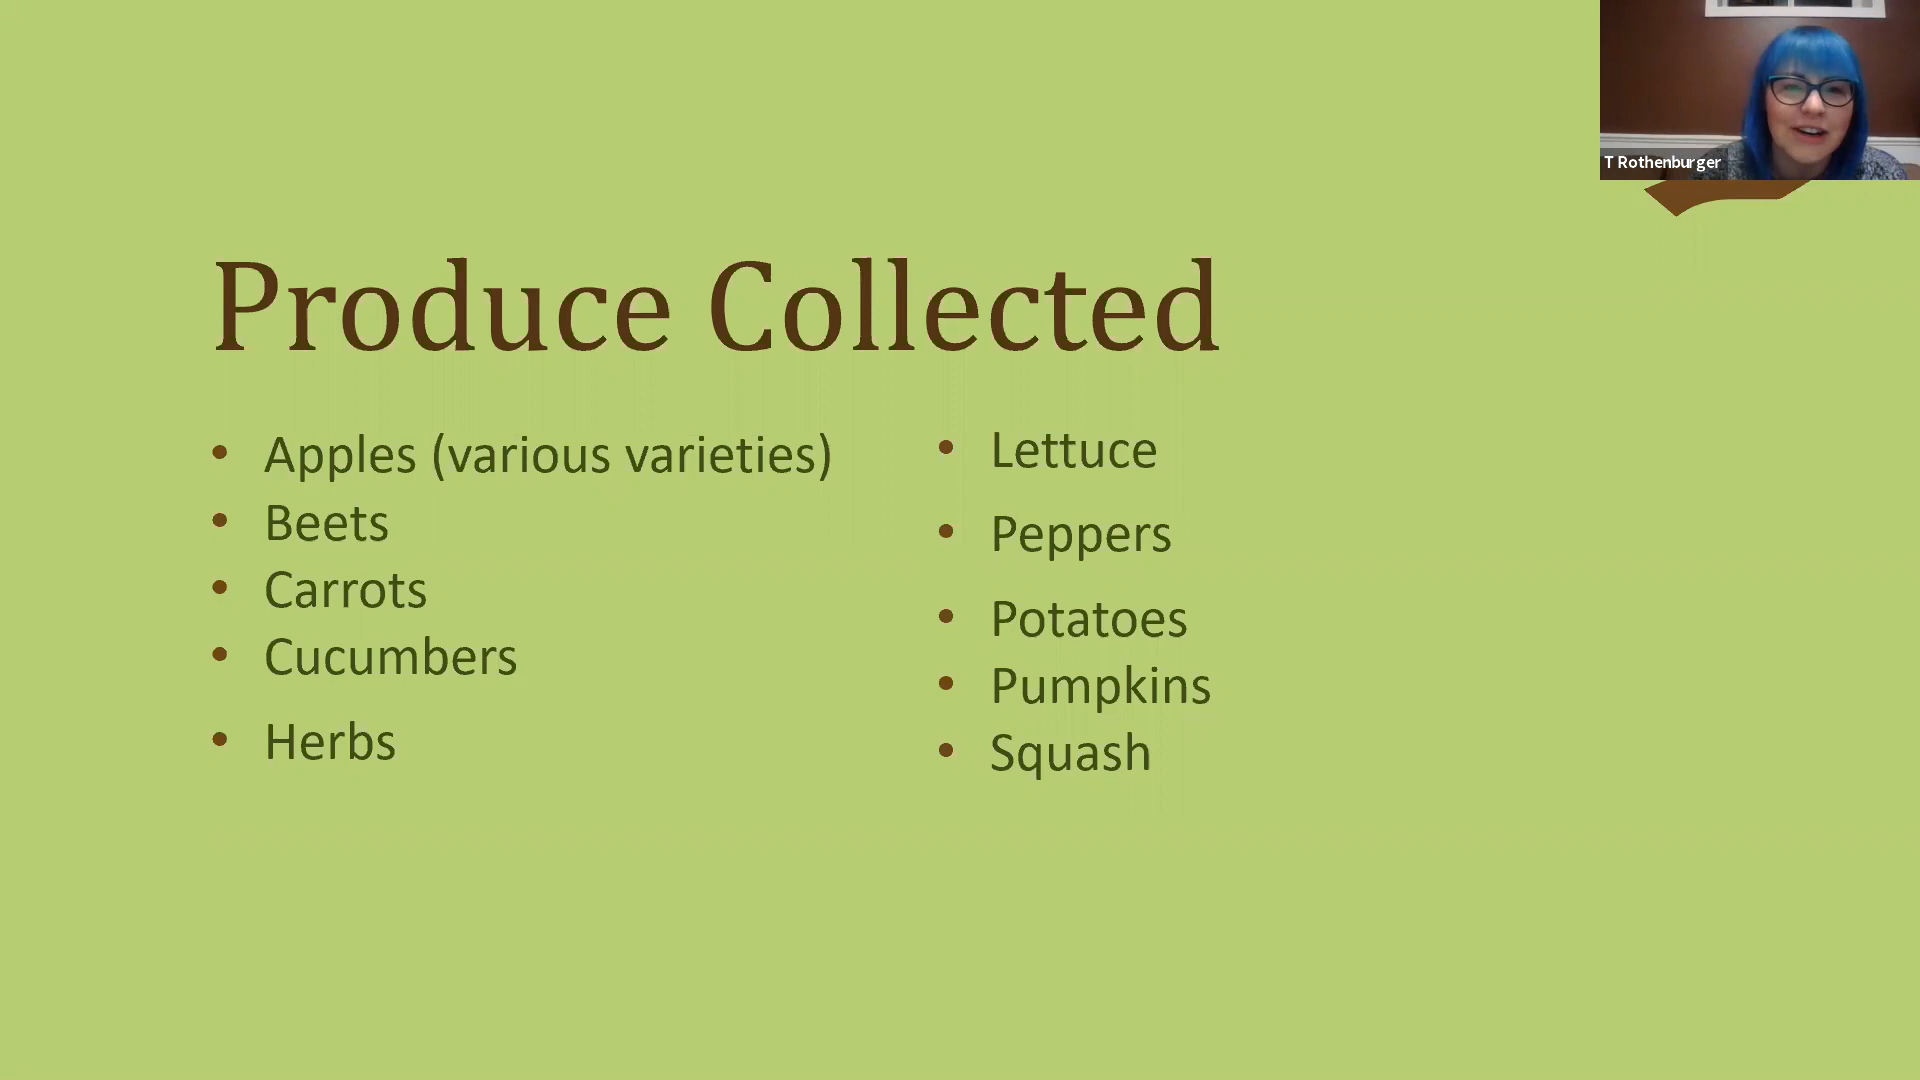 T Rothenburger
Produce Collected
• Apples (various varieties)
• Beets
• Carrots
• Cucumbers
• Herbs
• Lettuce
• Peppers
• Potatoes
• Pumpkins
• Squash